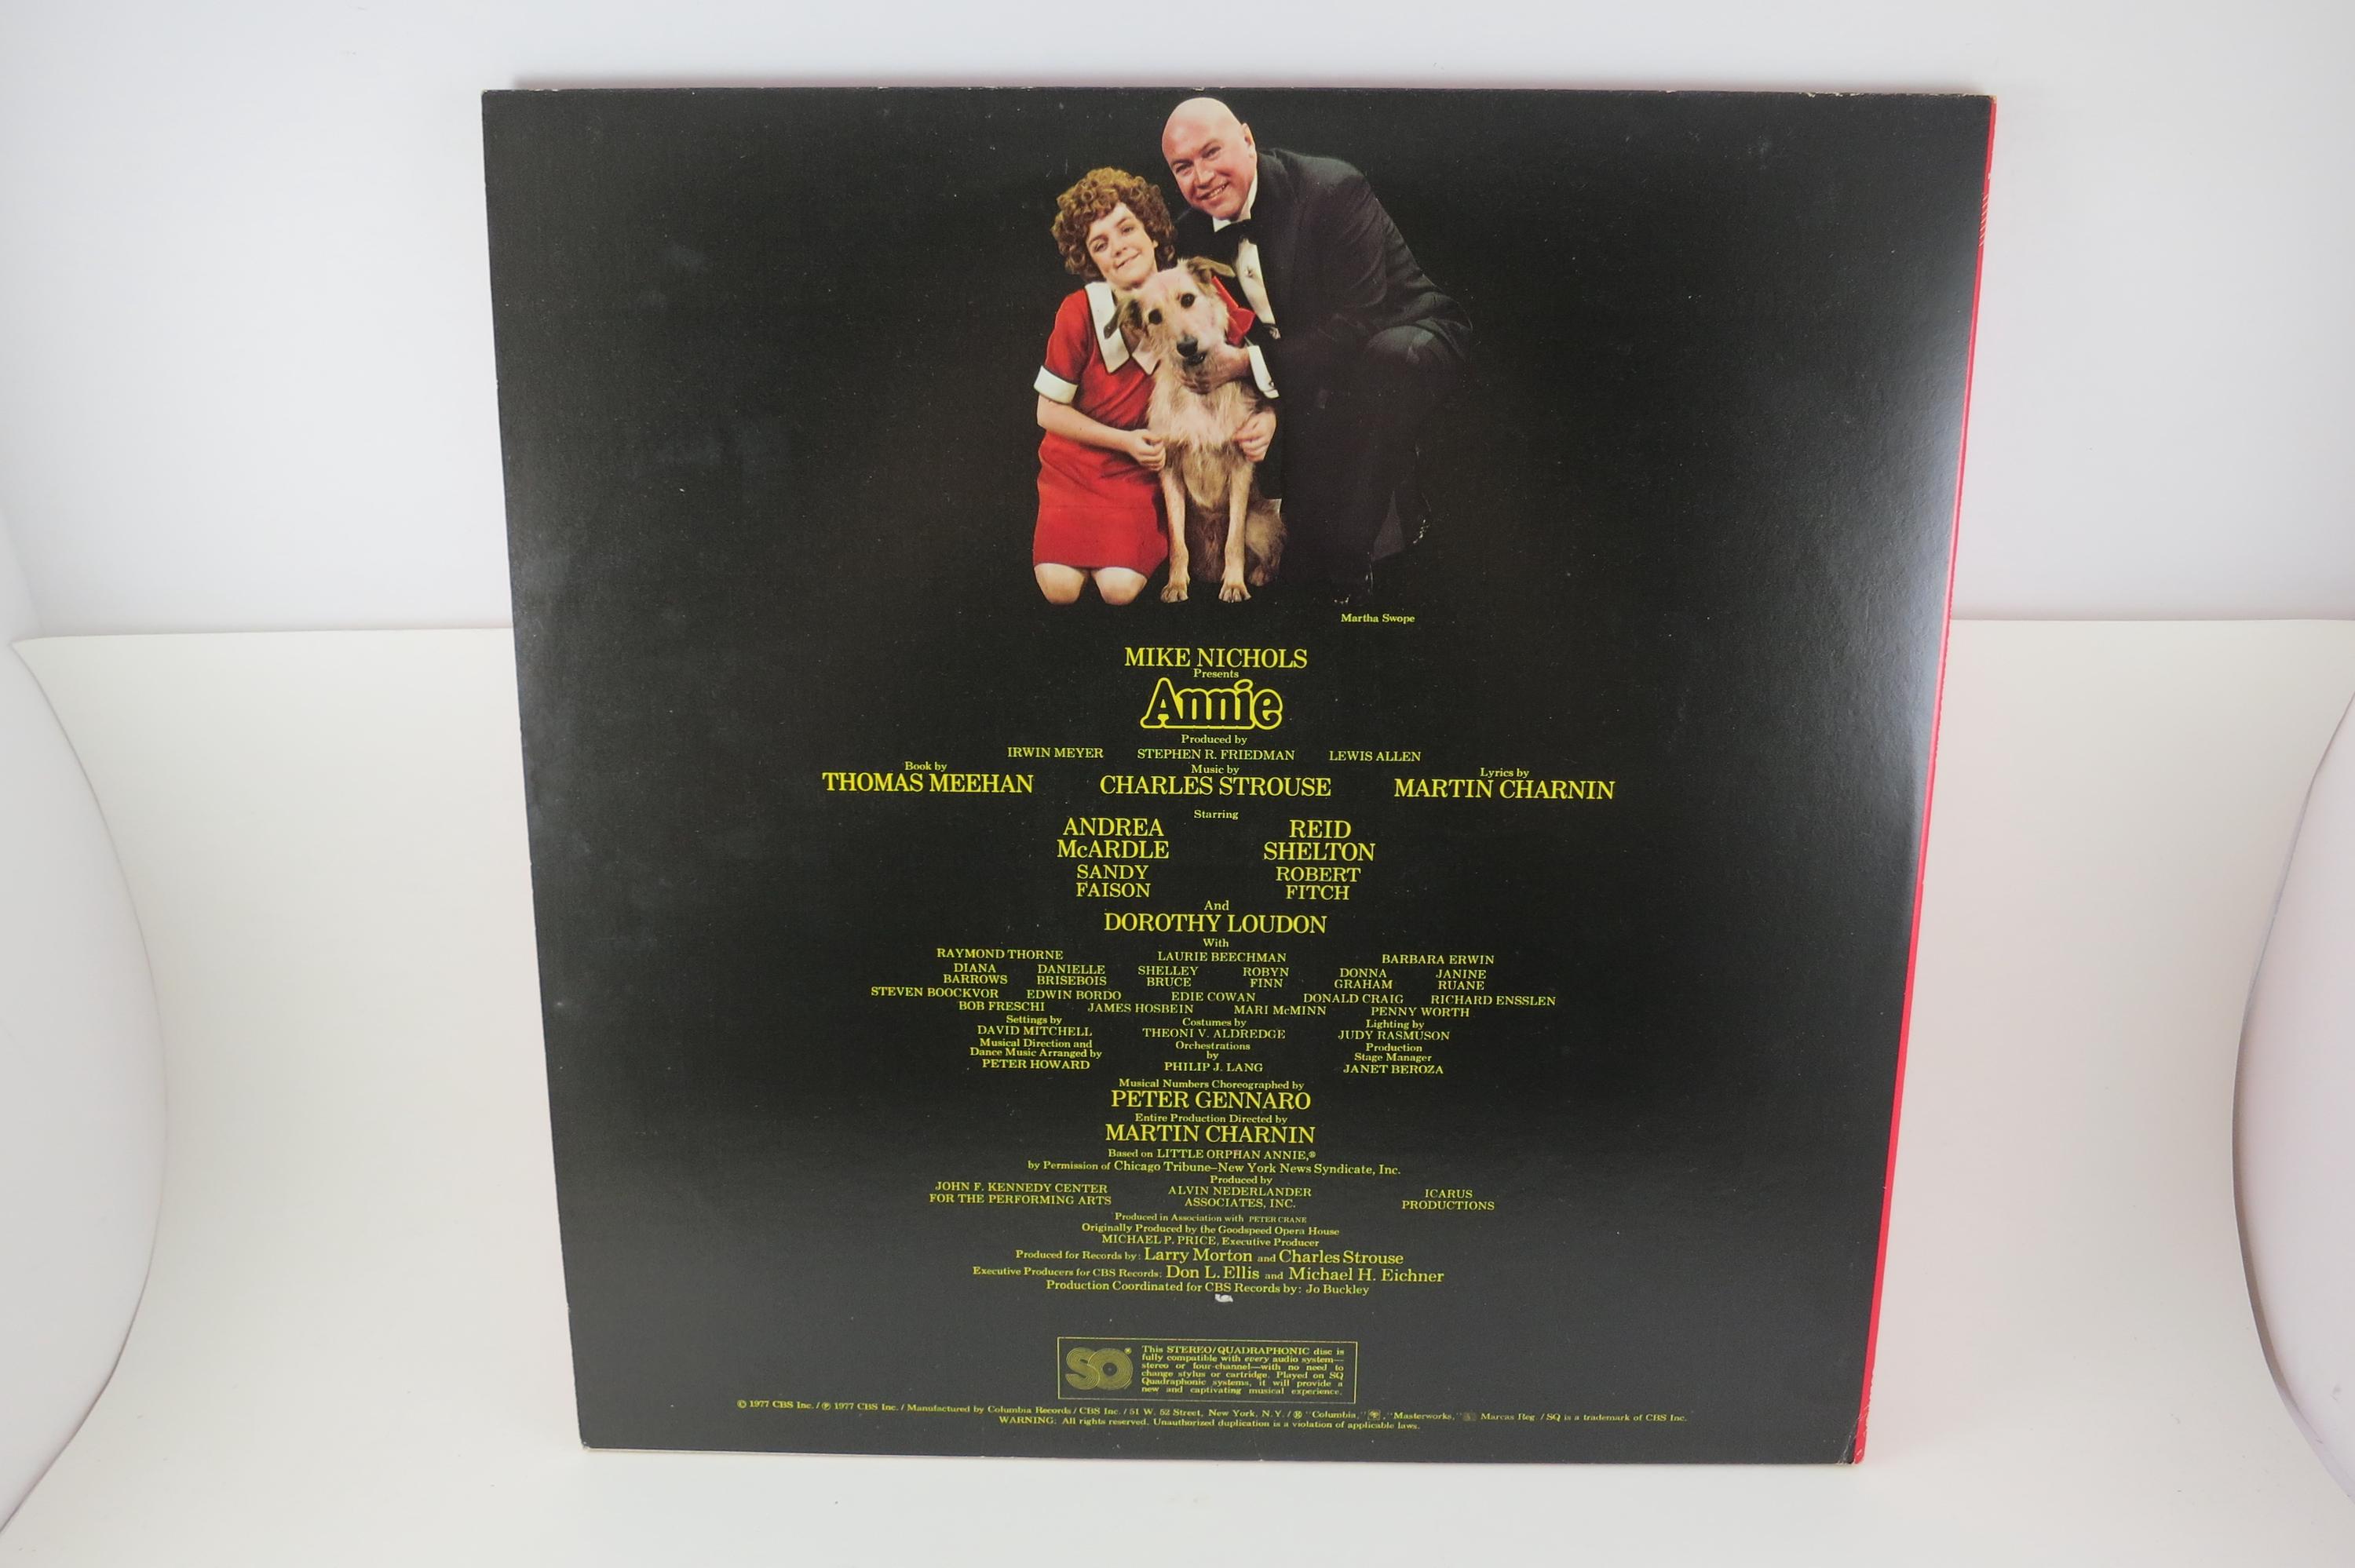 Martha Swope
MIKE NICHOLS
Presents
Annie
Produced by
IRWIN MEYER STEPHEN R. FRIEDMAN LEWIS ALLEN
Book by Music by Lyrics by
THOMAS MEEHAN CHARLES STROUSE MARTIN CHARNIN
Starring
ANDREA REID
McARDLE SHELTON
SANDY ROBERT
FAISON FITCH
And
DOROTHY LOUDON
With
RAYMOND THORNE LAURIE BEECHMAN BARBARA ERWIN
DIANA DANIELLE SHELLEY ROBYN DONNA JANINE
BARROWS BRISEBOIS BRUCE FINN GRAHAM RUANE
STEVEN BOOCKVOR EDWIN BORDO EDIE COWAN DONALD CRAIG RICHARD ENSSLEN
BOB FRESCHI JAMES HOSBEIN MARI McMINN PENNY WORTH
Settings by Costumes by Lighting by
DAVID MITCHELL THEONI V. ALDREDGE JUDY RASMUSON
Musical Direction and Orchestrations Production
Dance Music Arranged by by Stage Manager
PETER HOWARD PHILIP J. LANG JANET BEROZA
Musical Numbers Choreographed by
PETER GENNARO
Entire Production Directed by
MARTIN CHARNIN
Based on LITTLE ORPHAN ANNIE,®
by Permission of Chicago Tribune–New York News Syndicate, Inc.
Produced by
JOHN F. KENNEDY CENTER ALVIN NEDERLANDER ICARUS
FOR THE PERFORMING ARTS ASSOCIATES, INC. PRODUCTIONS
Produced in Association with PETER CRANE
Originally Produced by the Goodspeed Opera House
MICHAEL P. PRICE, Executive Producer
Produced for Records by: Larry Morton and Charles Strouse
Executive Producers for CBS Records: Don L. Ellis and Michael H. Eichner
Production Coordinated for CBS Records by: Jo Buckley
SQ®
This STEREO/QUADRAPHONIC disc is
fully compatible with every audio system—
stereo or four-channel—with no need to
change stylus or cartridge. Played on SQ
Quadraphonic systems, it will provide a
new and captivating musical experience.
© 1977 CBS Inc. / ℗ 1977 CBS Inc. / Manufactured by Columbia Records / CBS Inc. / 51 W. 52 Street, New York, N.Y. / ® "Columbia," , "Masterworks," Marcas Reg. / SQ is a trademark of CBS Inc.
WARNING: All rights reserved. Unauthorized duplication is a violation of applicable laws.